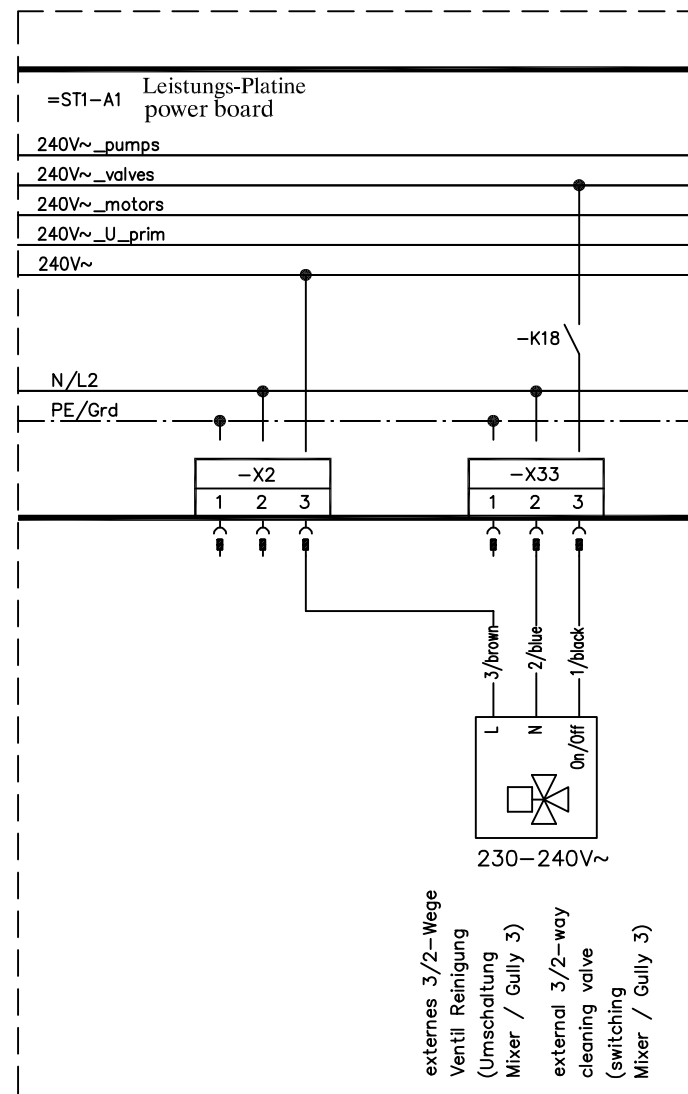 =ST1-A1
Leistungs-Platine
power board
240V~_pumps
240V~_valves
240V~_motors
240V~_U_prim
240V~
-K18
N/L2
PE/Grd
-X2
1 2 3
-X33
1 2 3
3/brown
2/blue
1/black
L
N
On/Off
230-240V~
externes 3/2-Wege
Ventil Reinigung
(Umschaltung
Mixer / Gully 3)
external 3/2-way
cleaning valve
(switching
Mixer / Gully 3)